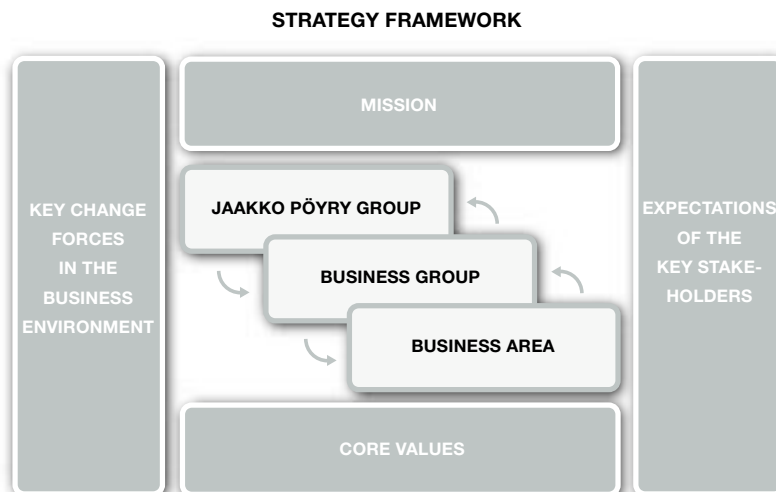 STRATEGY FRAMEWORK
MISSION
KEY CHANGE
FORCES
IN THE
BUSINESS
ENVIRONMENT
JAAKKO PÖYRY GROUP
BUSINESS GROUP
BUSINESS AREA
EXPECTATIONS
OF THE
KEY STAKE-
HOLDERS
CORE VALUES